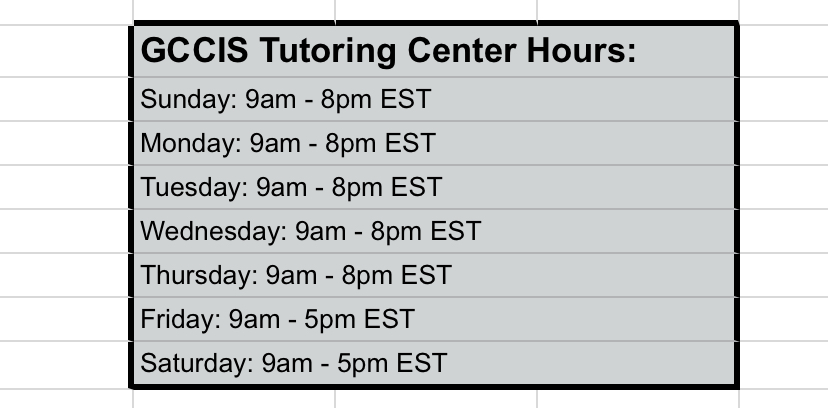 GCCIS Tutoring Center Hours:
Sunday: 9am - 8pm EST
Monday: 9am - 8pm EST
Tuesday: 9am - 8pm EST
Wednesday: 9am - 8pm EST
Thursday: 9am - 8pm EST
Friday: 9am - 5pm EST
Saturday: 9am - 5pm EST